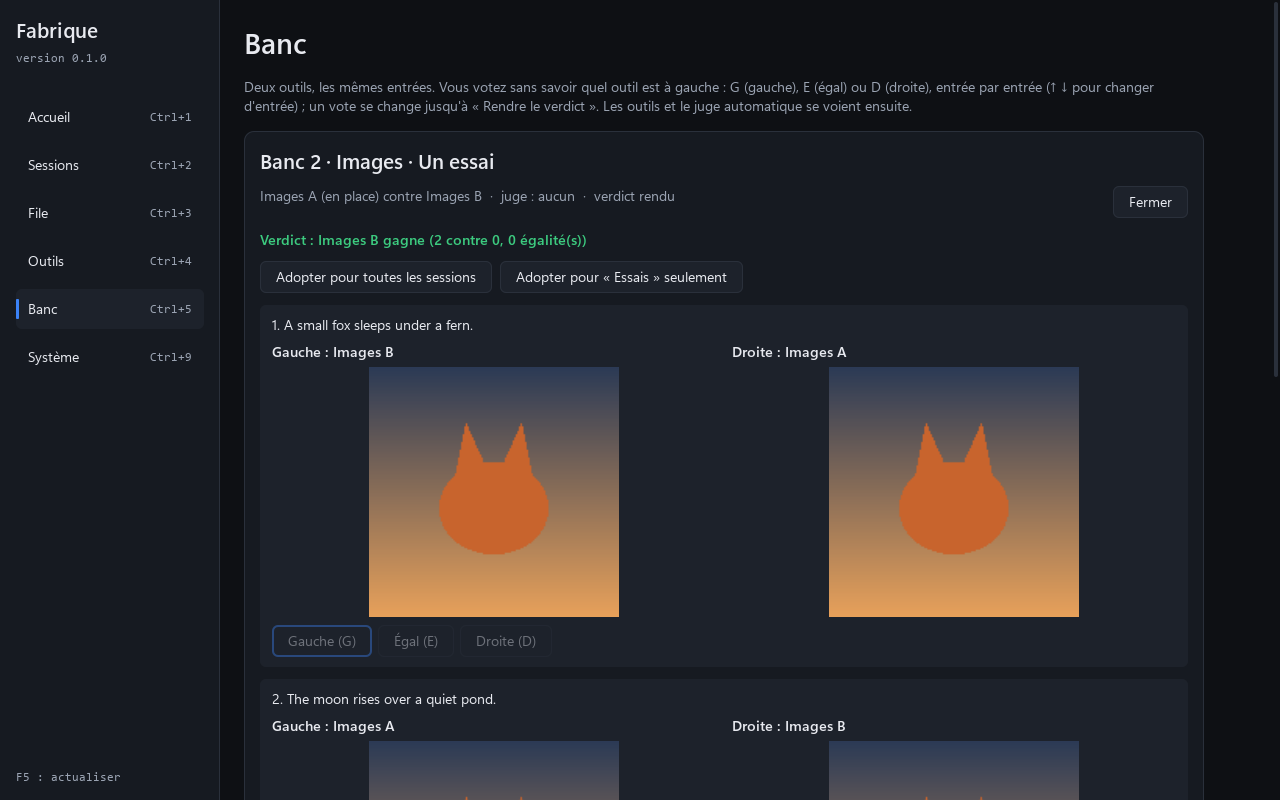 Fabrique
version 0.1.0
Accueil Ctrl+1
Sessions Ctrl+2
File Ctrl+3
Outils Ctrl+4
Banc Ctrl+5
Système Ctrl+9
F5 : actualiser
Banc
Deux outils, les mêmes entrées. Vous votez sans savoir quel outil est à gauche : G (gauche), E (égal) ou D (droite), entrée par entrée (↑ ↓ pour changer
d'entrée) ; un vote se change jusqu'à « Rendre le verdict ». Les outils et le juge automatique se voient ensuite.
Banc 2 · Images · Un essai
Images A (en place) contre Images B · juge : aucun · verdict rendu
Fermer
Verdict : Images B gagne (2 contre 0, 0 égalité(s))
Adopter pour toutes les sessions Adopter pour « Essais » seulement
1. A small fox sleeps under a fern.
Gauche : Images B Droite : Images A
Gauche (G) Égal (E) Droite (D)
2. The moon rises over a quiet pond.
Gauche : Images A Droite : Images B